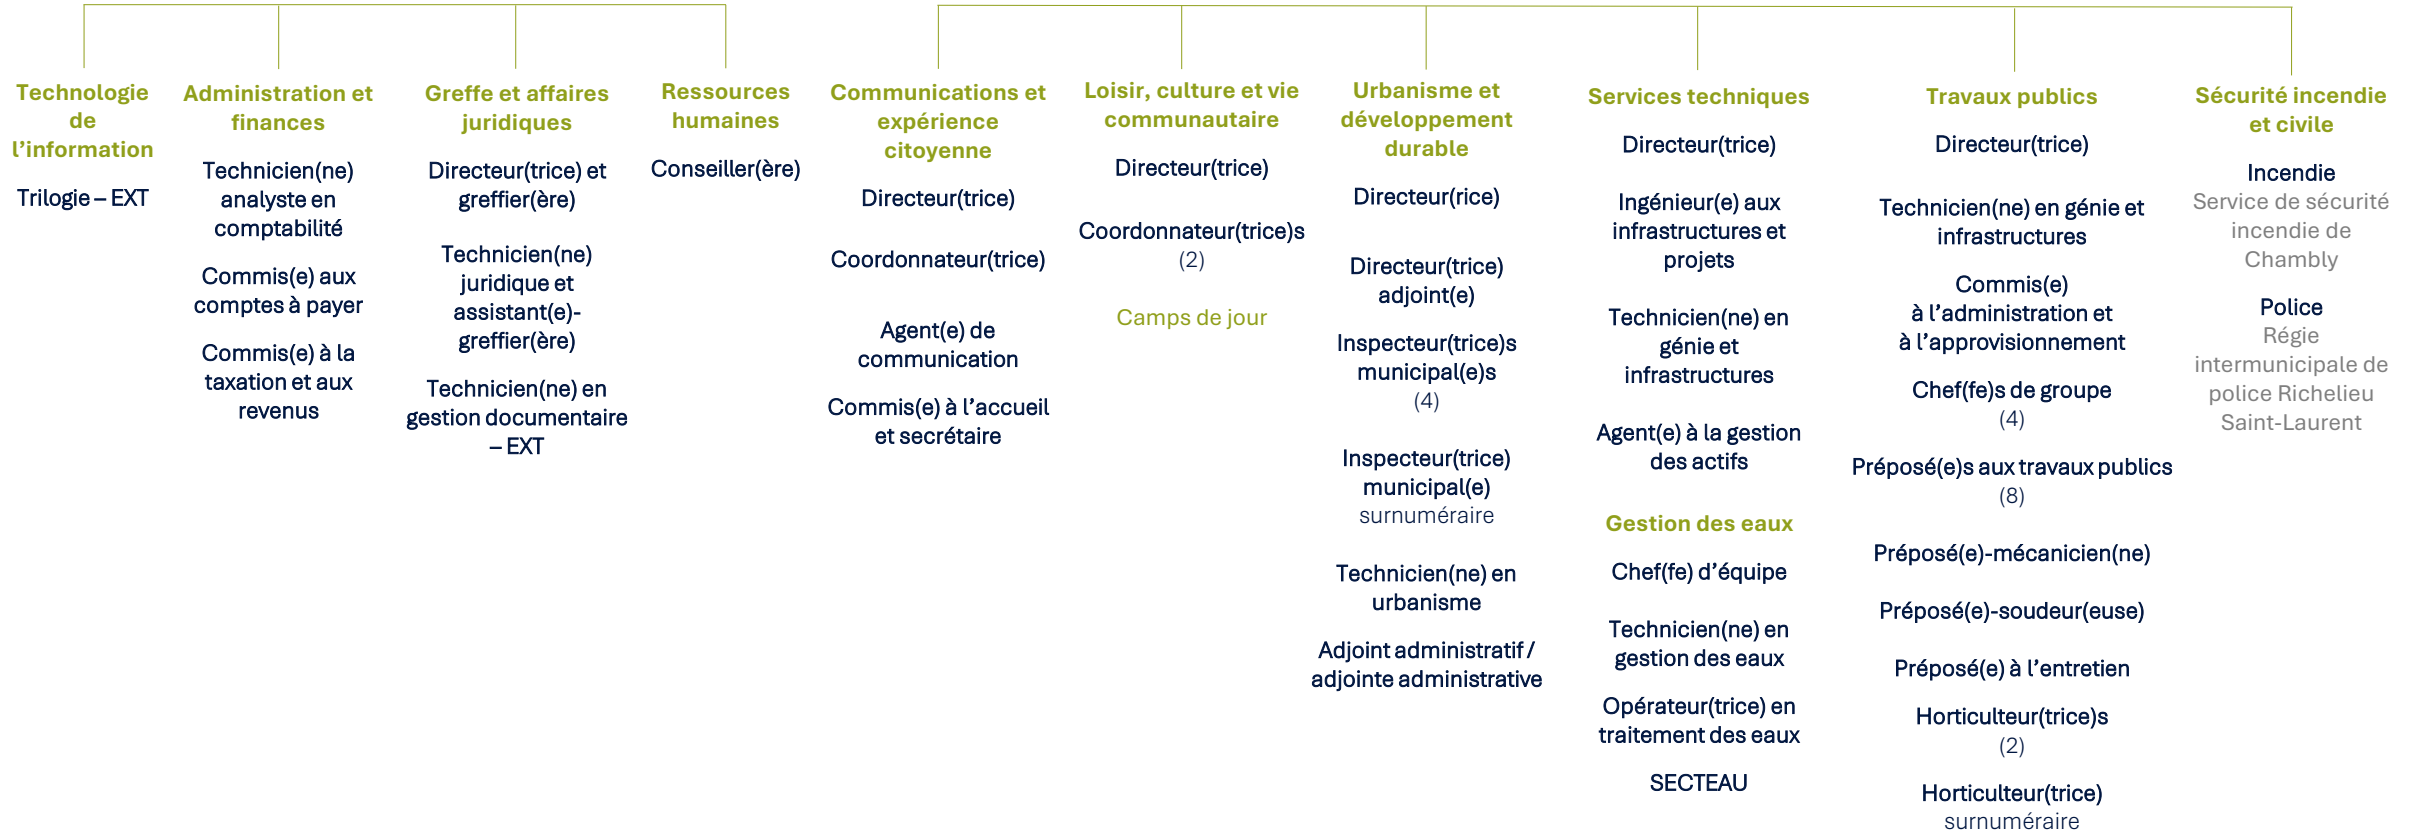 Technologie
de
l’information
Trilogie – EXT
Administration et
finances
Technicien(ne)
analyste en
comptabilité
Commis(e) aux
comptes à payer
Commis(e) à la
taxation et aux
revenus
Greffe et affaires
juridiques
Directeur(trice) et
greffier(ère)
Technicien(ne)
juridique et
assistant(e)-
greffier(ère)
Technicien(ne) en
gestion documentaire
– EXT
Ressources
humaines
Conseiller(ère)
Communications et
expérience
citoyenne
Directeur(trice)
Coordonnateur(trice)
Agent(e) de
communication
Commis(e) à l’accueil
et secrétaire
Loisir, culture et vie
communautaire
Directeur(trice)
Coordonnateur(trice)s
(2)
Camps de jour
Urbanisme et
développement
durable
Directeur(rice)
Directeur(trice)
adjoint(e)
Inspecteur(trice)s
municipal(e)s
(4)
Inspecteur(trice)
municipal(e)
surnuméraire
Technicien(ne) en
urbanisme
Adjoint administratif /
adjointe administrative
Services techniques
Directeur(trice)
Ingénieur(e) aux
infrastructures et
projets
Technicien(ne) en
génie et
infrastructures
Agent(e) à la gestion
des actifs
Gestion des eaux
Chef(fe) d’équipe
Technicien(ne) en
gestion des eaux
Opérateur(trice) en
traitement des eaux
SECTEAU
Travaux publics
Directeur(trice)
Technicien(ne) en génie et
infrastructures
Commis(e)
à l’administration et
à l’approvisionnement
Chef(fe)s de groupe
(4)
Préposé(e)s aux travaux publics
(8)
Préposé(e)-mécanicien(ne)
Préposé(e)-soudeur(euse)
Préposé(e) à l’entretien
Horticulteur(trice)s
(2)
Horticulteur(trice)
surnuméraire
Sécurité incendie
et civile
Incendie
Service de sécurité
incendie de
Chambly
Police
Régie
intermunicipale de
police Richelieu
Saint-Laurent